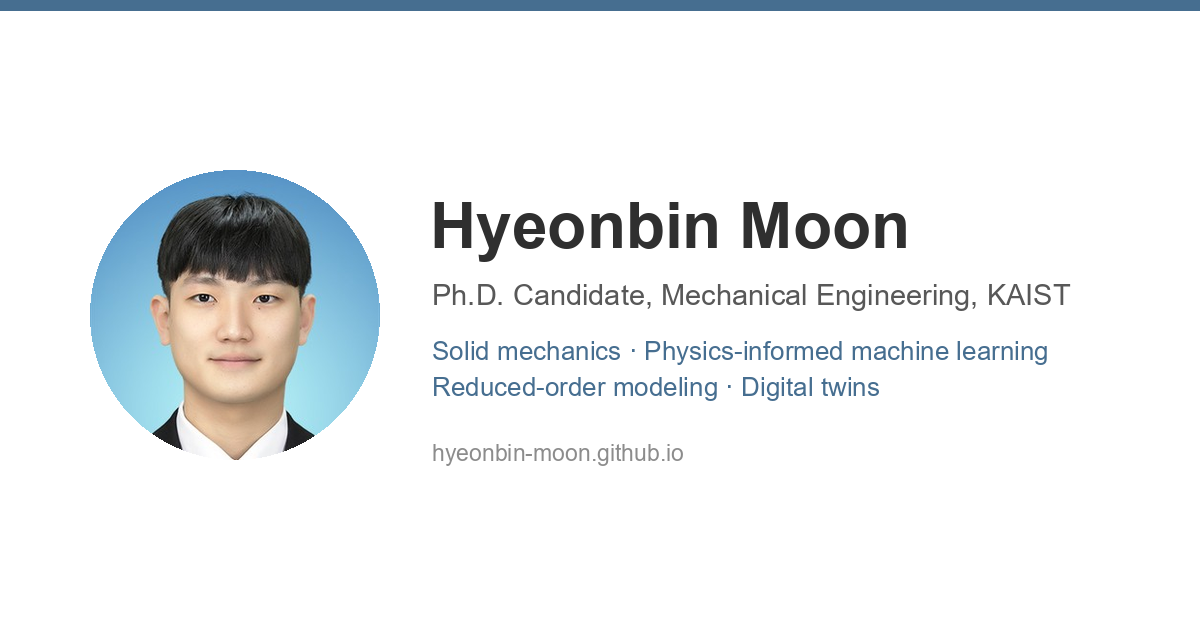 Hyeonbin Moon
Ph.D. Candidate, Mechanical Engineering, KAIST
Solid mechanics · Physics-informed machine learning
Reduced-order modeling · Digital twins
hyeonbin-moon.github.io